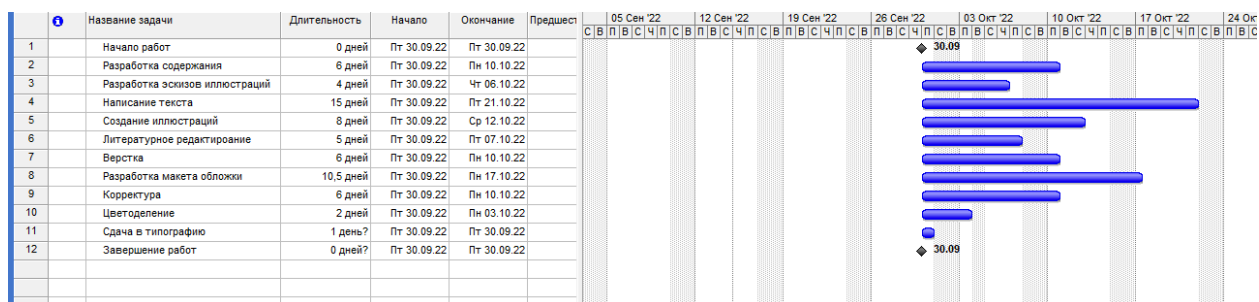 Название задачи Длительность Начало Окончание Предшест 05 Сен '22 12 Сен '22 19 Сен '22 26 Сен '22 03 Окт '22 10 Окт '22 17 Окт '22 24 Окт
С В П В С Ч П С В П В С Ч П С В П В С Ч П С В П В С Ч П С В П В С Ч П С В П В С Ч П С В П В С Ч П С В П В С
1 Начало работ 0 дней Пт 30.09.22 Пт 30.09.22 30.09
2 Разработка содержания 6 дней Пт 30.09.22 Пн 10.10.22
3 Разработка эскизов иллюстраций 4 дней Пт 30.09.22 Чт 06.10.22
4 Написание текста 15 дней Пт 30.09.22 Пт 21.10.22
5 Создание иллюстраций 8 дней Пт 30.09.22 Ср 12.10.22
6 Литературное редактироание 5 дней Пт 30.09.22 Пт 07.10.22
7 Верстка 6 дней Пт 30.09.22 Пн 10.10.22
8 Разработка макета обложки 10,5 дней Пт 30.09.22 Пн 17.10.22
9 Корректура 6 дней Пт 30.09.22 Пн 10.10.22
10 Цветоделение 2 дней Пт 30.09.22 Пн 03.10.22
11 Сдача в типографию 1 день? Пт 30.09.22 Пт 30.09.22
12 Завершение работ 0 дней? Пт 30.09.22 Пт 30.09.22 30.09